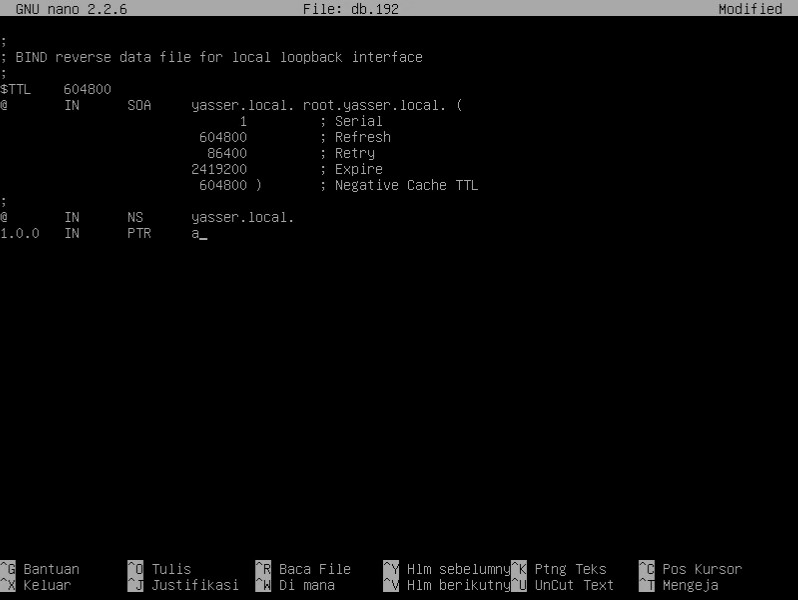 GNU nano 2.2.6 File: db.192 Modified
;
; BIND reverse data file for local loopback interface
;
$TTL 604800
@ IN SOA yasser.local. root.yasser.local. (
1 ; Serial
604800 ; Refresh
86400 ; Retry
2419200 ; Expire
604800 ) ; Negative Cache TTL
;
@ IN NS yasser.local.
1.0.0 IN PTR a_
^G Bantuan ^O Tulis ^R Baca File ^Y Hlm sebelumny ^K Ptng Teks ^C Pos Kursor
^X Keluar ^J Justifikasi ^W Di mana ^V Hlm berikutny ^U UnCut Text ^T Mengeja